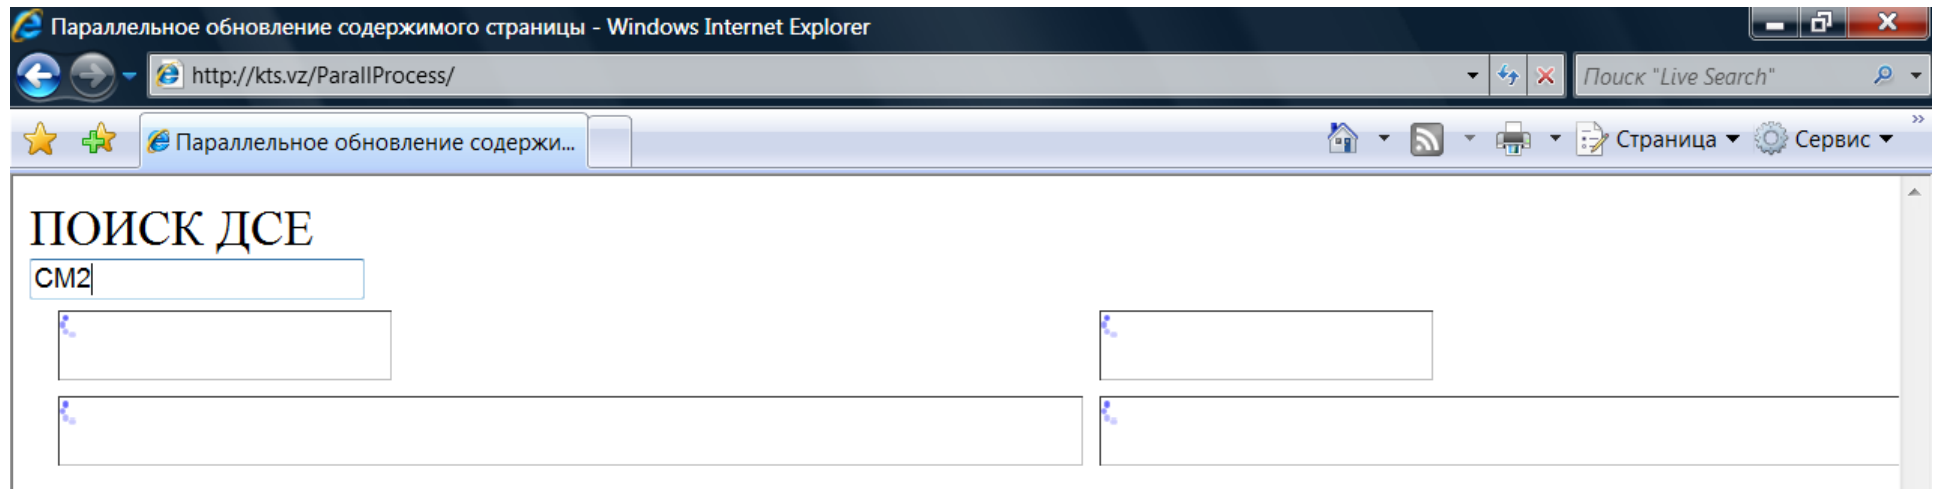 Параллельное обновление содержимого страницы - Windows Internet Explorer
http://kts.vz/ParallProcess/
Поиск "Live Search"
Параллельное обновление содержи...
Страница
Сервис
ПОИСК ДСЕ
СМ2